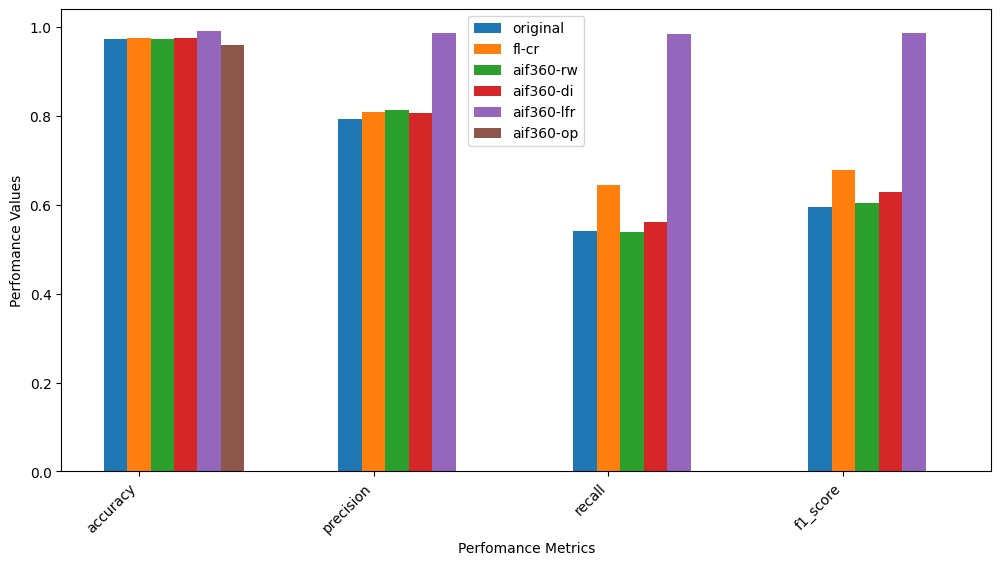 1.0
0.8
0.6
0.4
0.2
0.0
Perfomance Values
original
fl-cr
aif360-rw
aif360-di
aif360-lfr
aif360-op
accuracy
precision
recall
f1_score
Perfomance Metrics